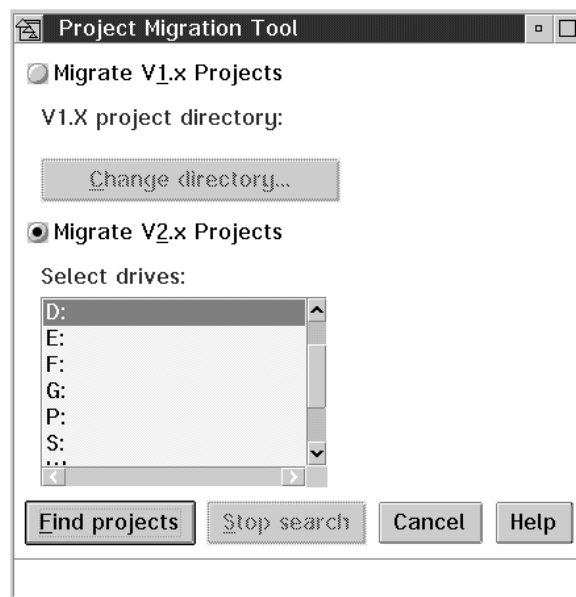 Project Migration Tool
Migrate V1.x Projects
V1.X project directory:
Change directory...
Migrate V2.x Projects
Select drives:
D:
E:
F:
G:
P:
S:
Find projects
Stop search
Cancel
Help